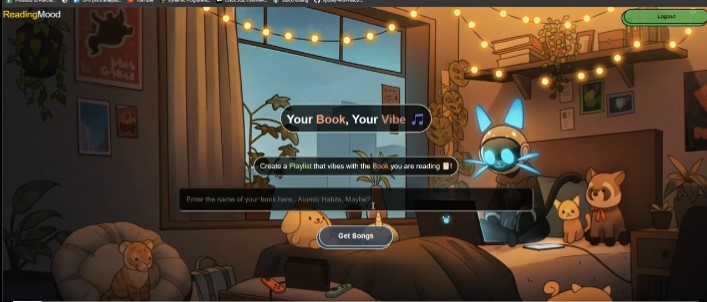 YouTube
ReadingMood
Logout
Your Book, Your Vibe 🎵
Create a Playlist that vibes with the Book you are reading 📔!
Enter the name of your book here.. Atomic Habits, Maybe?
Get Songs